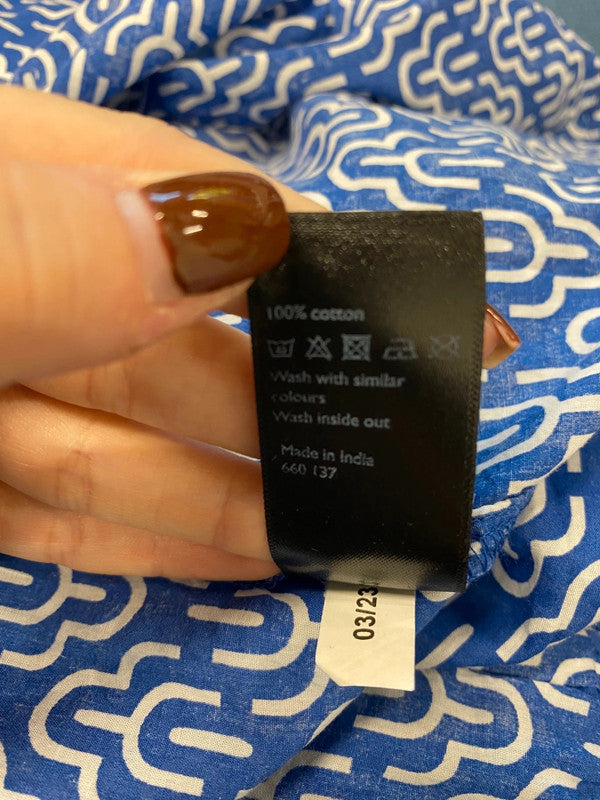 100% cotton
Wash with similar
colours
Wash inside out
Made in India
660 137
03/23